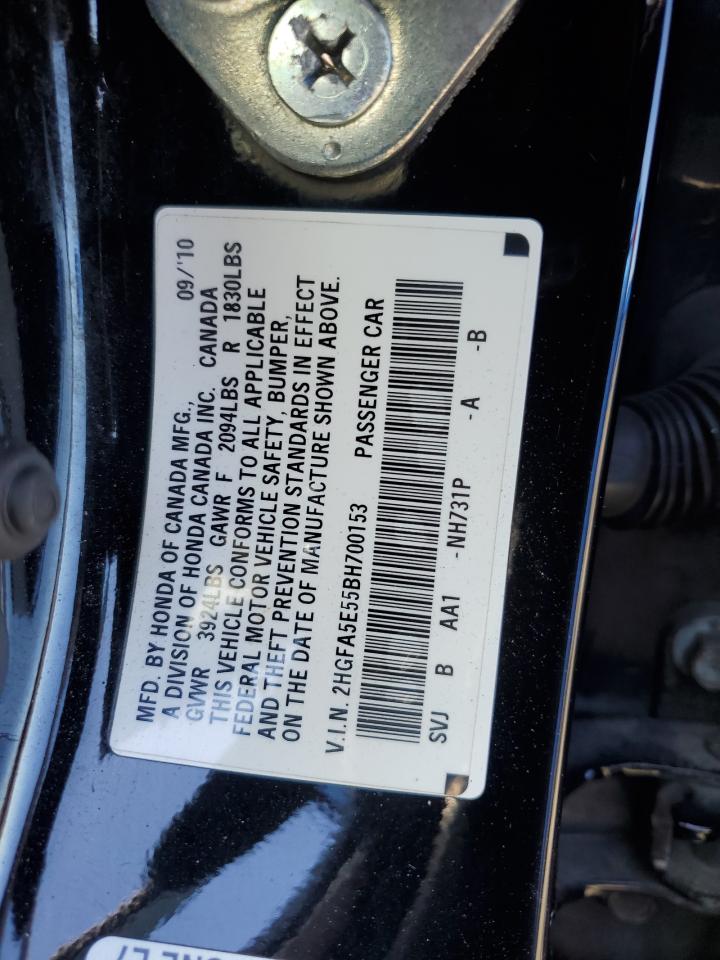 MFD. BY HONDA OF CANADA MFG., 09/'10
A DIVISION OF HONDA CANADA INC. CANADA
GVWR 3924LBS GAWR F 2094LBS R 1830LBS
THIS VEHICLE CONFORMS TO ALL APPLICABLE
FEDERAL MOTOR VEHICLE SAFETY, BUMPER,
AND THEFT PREVENTION STANDARDS IN EFFECT
ON THE DATE OF MANUFACTURE SHOWN ABOVE.
V.I.N. 2HGFA5E55BH700153 PASSENGER CAR
SVJ B AA1 -NH731P -A -B